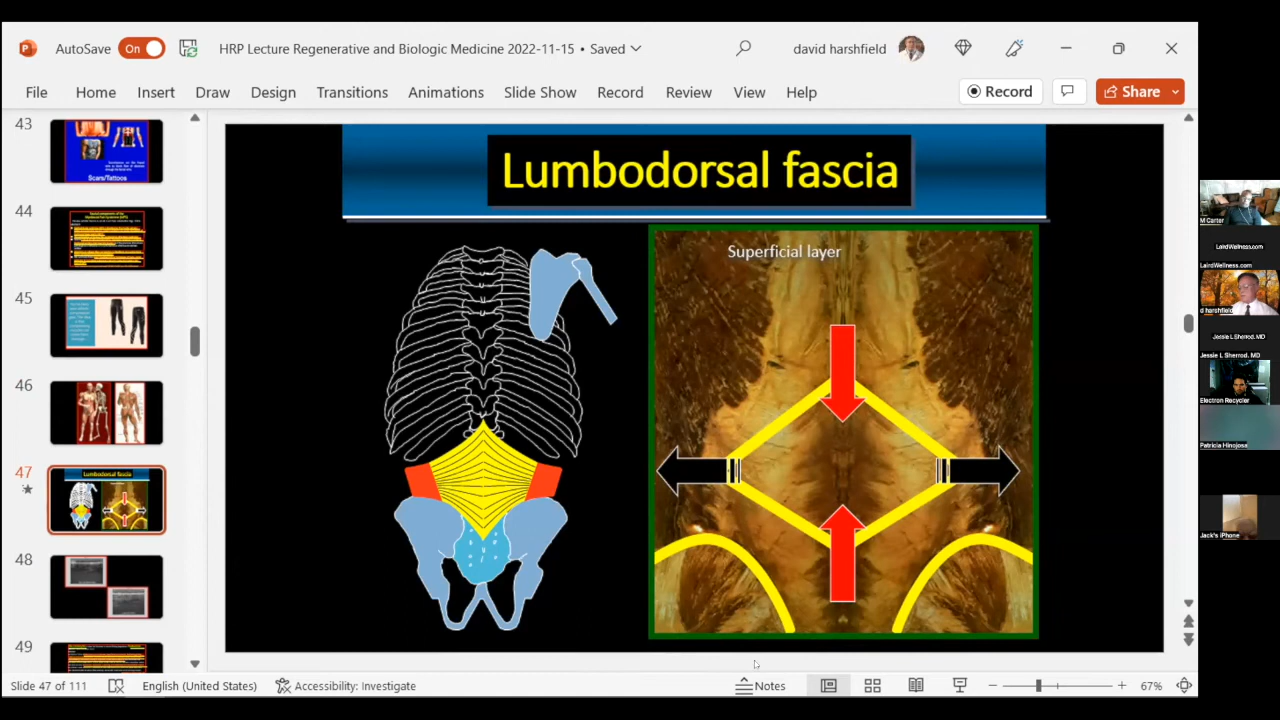 AutoSave On HRP Lecture Regenerative and Biologic Medicine 2022-11-15 • Saved david harshfield
File Home Insert Draw Design Transitions Animations Slide Show Record Review View Help Record Share
43
Scars/Tattoos
44
45
46
47
Lumbodorsal fascia
48
49
Lumbodorsal fascia
Superficial layer
M Carter
LairdWellness.com
LairdWellness.com
d harshfield
Jessie L Sherrod. MD
Jessie L Sherrod. MD
Electron Recycler
Patricia Hinojosa
Jack's iPhone
Slide 47 of 111 English (United States) Accessibility: Investigate Notes 67%